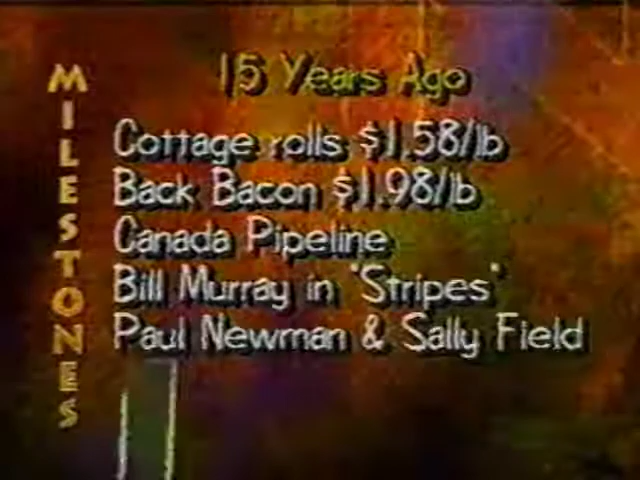 MILESTONES
15 Years Ago
Cottage rolls $1.58/lb
Back Bacon $1.98/lb
Canada Pipeline
Bill Murray in "Stripes"
Paul Newman & Sally Field